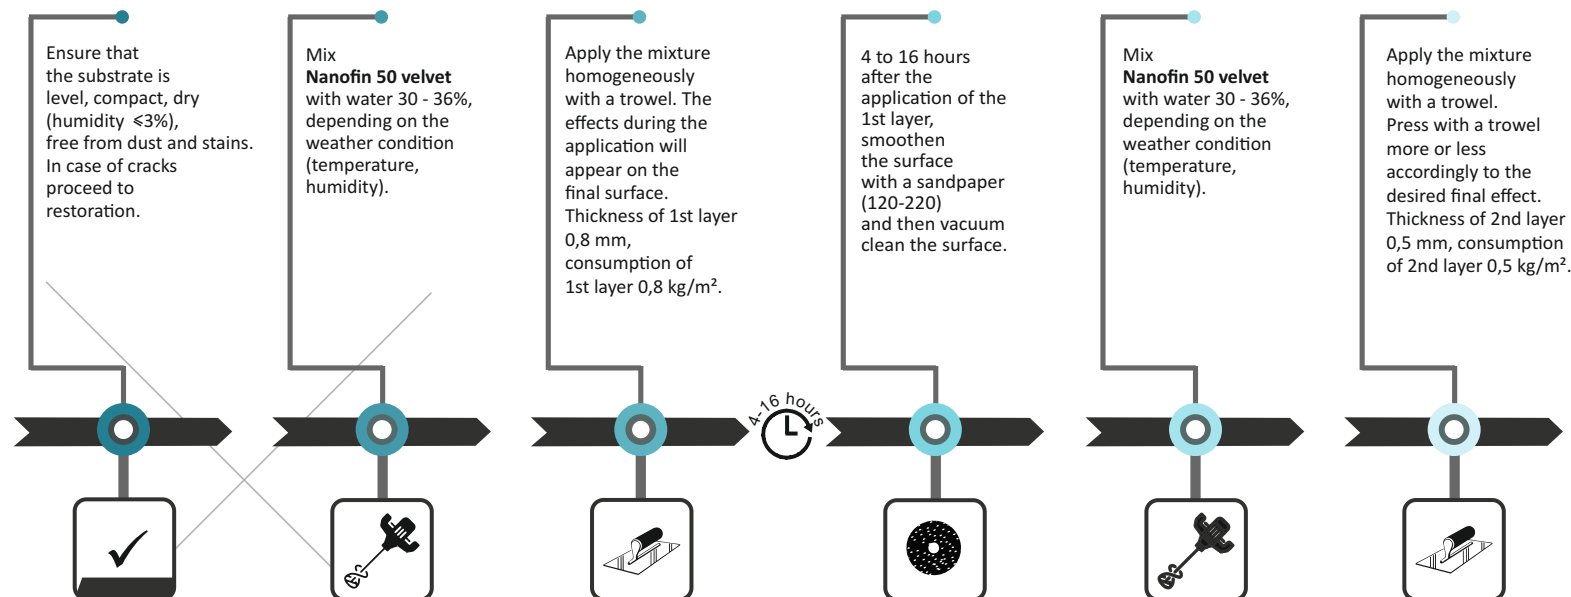 Ensure that
the substrate is
level, compact, dry
(humidity ⩽3%),
free from dust and stains.
In case of cracks
proceed to
restoration.
Mix
Nanofin 50 velvet
with water 30 - 36%,
depending on the
weather condition
(temperature,
humidity).
Apply the mixture
homogeneously
with a trowel. The
effects during the
application will
appear on the
final surface.
Thickness of 1st layer
0,8 mm,
consumption of
1st layer 0,8 kg/m².
4-16 hours
4 to 16 hours
after the
application of the
1st layer,
smoothen
the surface
with a sandpaper
(120-220)
and then vacuum
clean the surface.
Mix
Nanofin 50 velvet
with water 30 - 36%,
depending on the
weather condition
(temperature,
humidity).
Apply the mixture
homogeneously
with a trowel.
Press with a trowel
more or less
accordingly to the
desired final effect.
Thickness of 2nd layer
0,5 mm, consumption
of 2nd layer 0,5 kg/m².